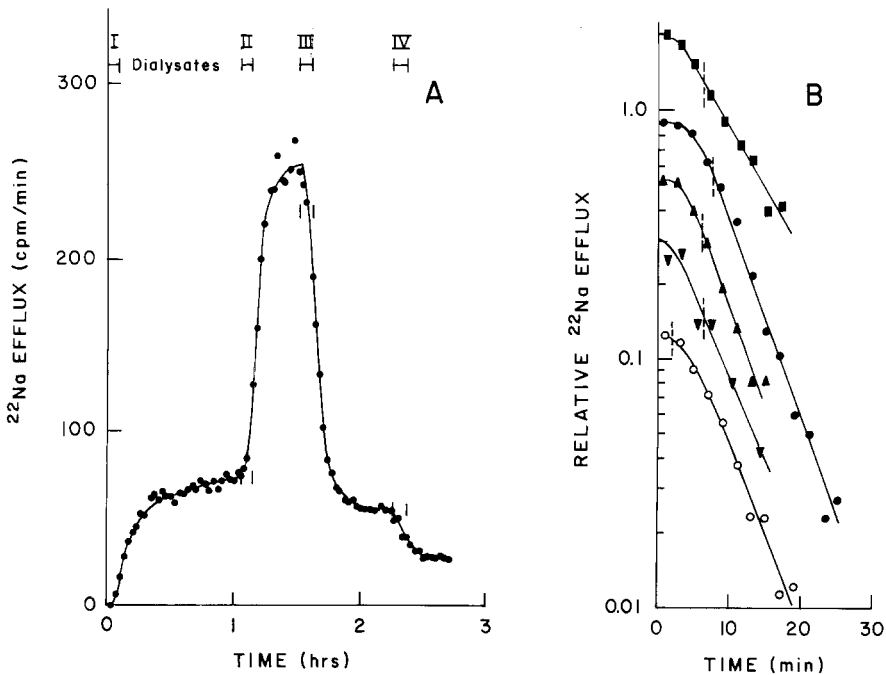 I II III IV
Dialysates
A
300
200
100
0
0 1 2 3
TIME (hrs)
²²Na EFFLUX (cpm/min)
B
1.0
0.1
0.01
0 10 20 30
TIME (min)
RELATIVE ²²Na EFFLUX